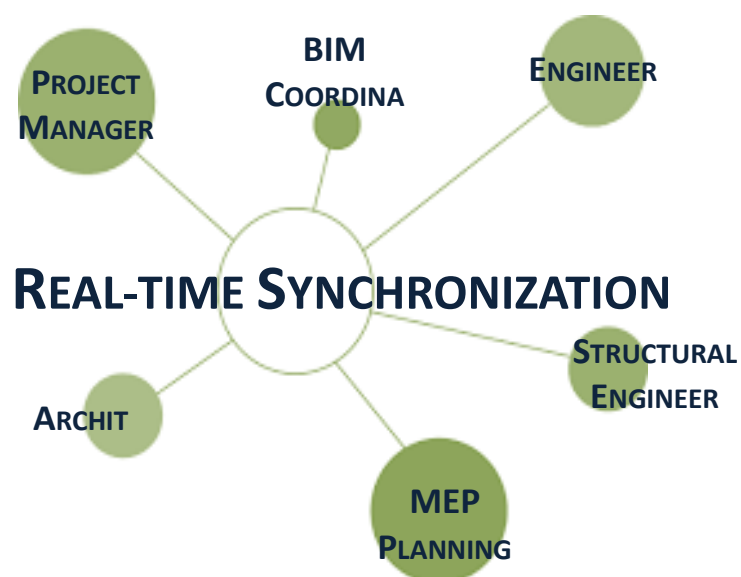 BIM
COORDINA
PROJECT
MANAGER
ENGINEER
REAL-TIME SYNCHRONIZATION
STRUCTURAL
ENGINEER
ARCHIT
MEP
PLANNING